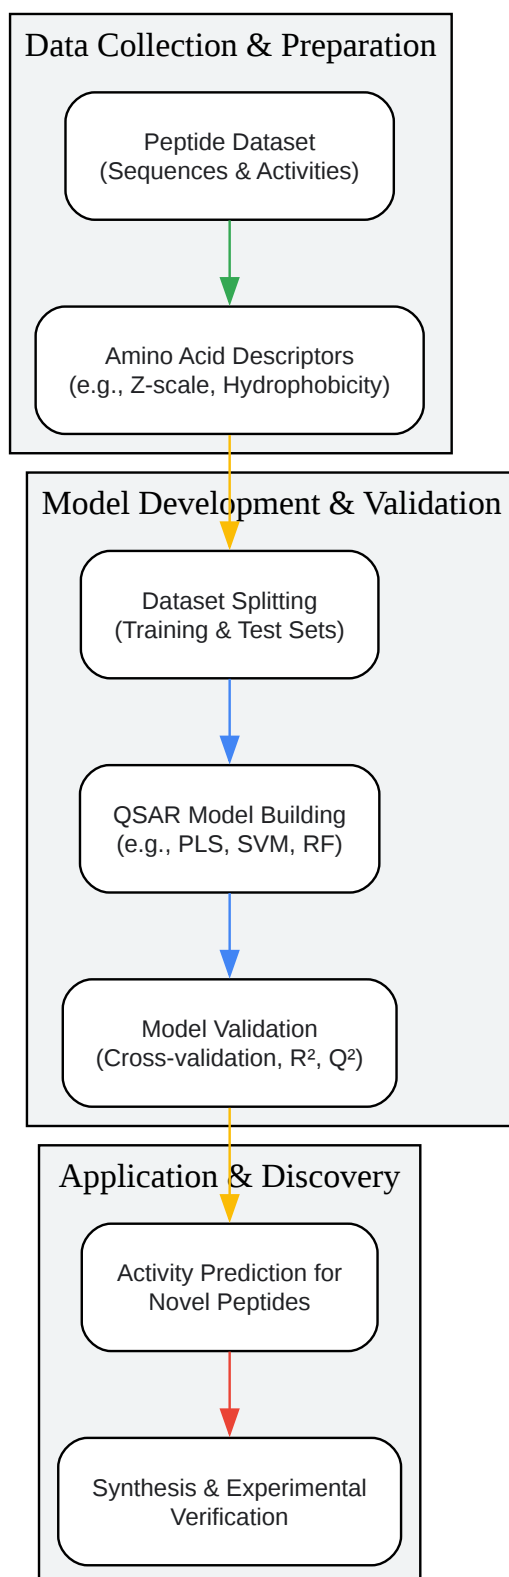 Data Collection & Preparation
Peptide Dataset
(Sequences & Activities)
Amino Acid Descriptors
(e.g., Z-scale, Hydrophobicity)
Model Development & Validation
Dataset Splitting
(Training & Test Sets)
QSAR Model Building
(e.g., PLS, SVM, RF)
Model Validation
(Cross-validation, R², Q²)
Application & Discovery
Activity Prediction for
Novel Peptides
Synthesis & Experimental
Verification